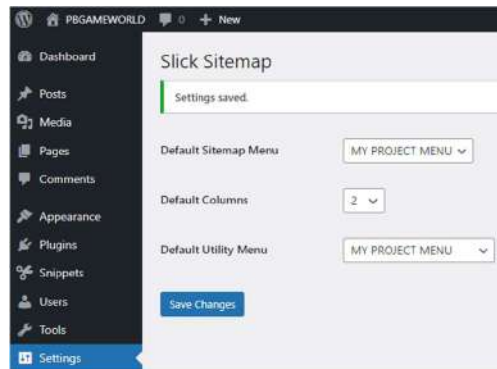 PBGAMEWORLD 0 + New
Dashboard
Posts
Media
Pages
Comments
Appearance
Plugins
Snippets
Users
Tools
Settings
Slick Sitemap
Settings saved.
Default Sitemap Menu MY PROJECT MENU
Default Columns 2
Default Utility Menu MY PROJECT MENU
Save Changes